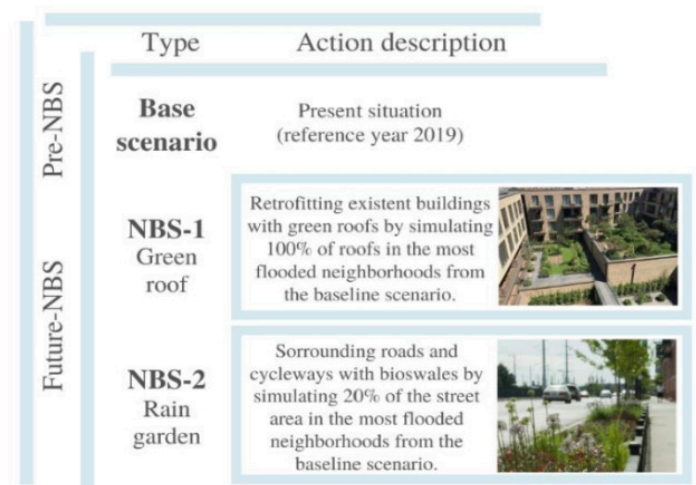 Type
Action description
Pre-NBS
Base
scenario
Present situation
(reference year 2019)
Future-NBS
NBS-1
Green
roof
Retrofitting existent buildings
with green roofs by simulating
100% of roofs in the most
flooded neighborhoods from
the baseline scenario.
NBS-2
Rain
garden
Sorrounding roads and
cycleways with bioswales by
simulating 20% of the street
area in the most flooded
neighborhoods from the
baseline scenario.